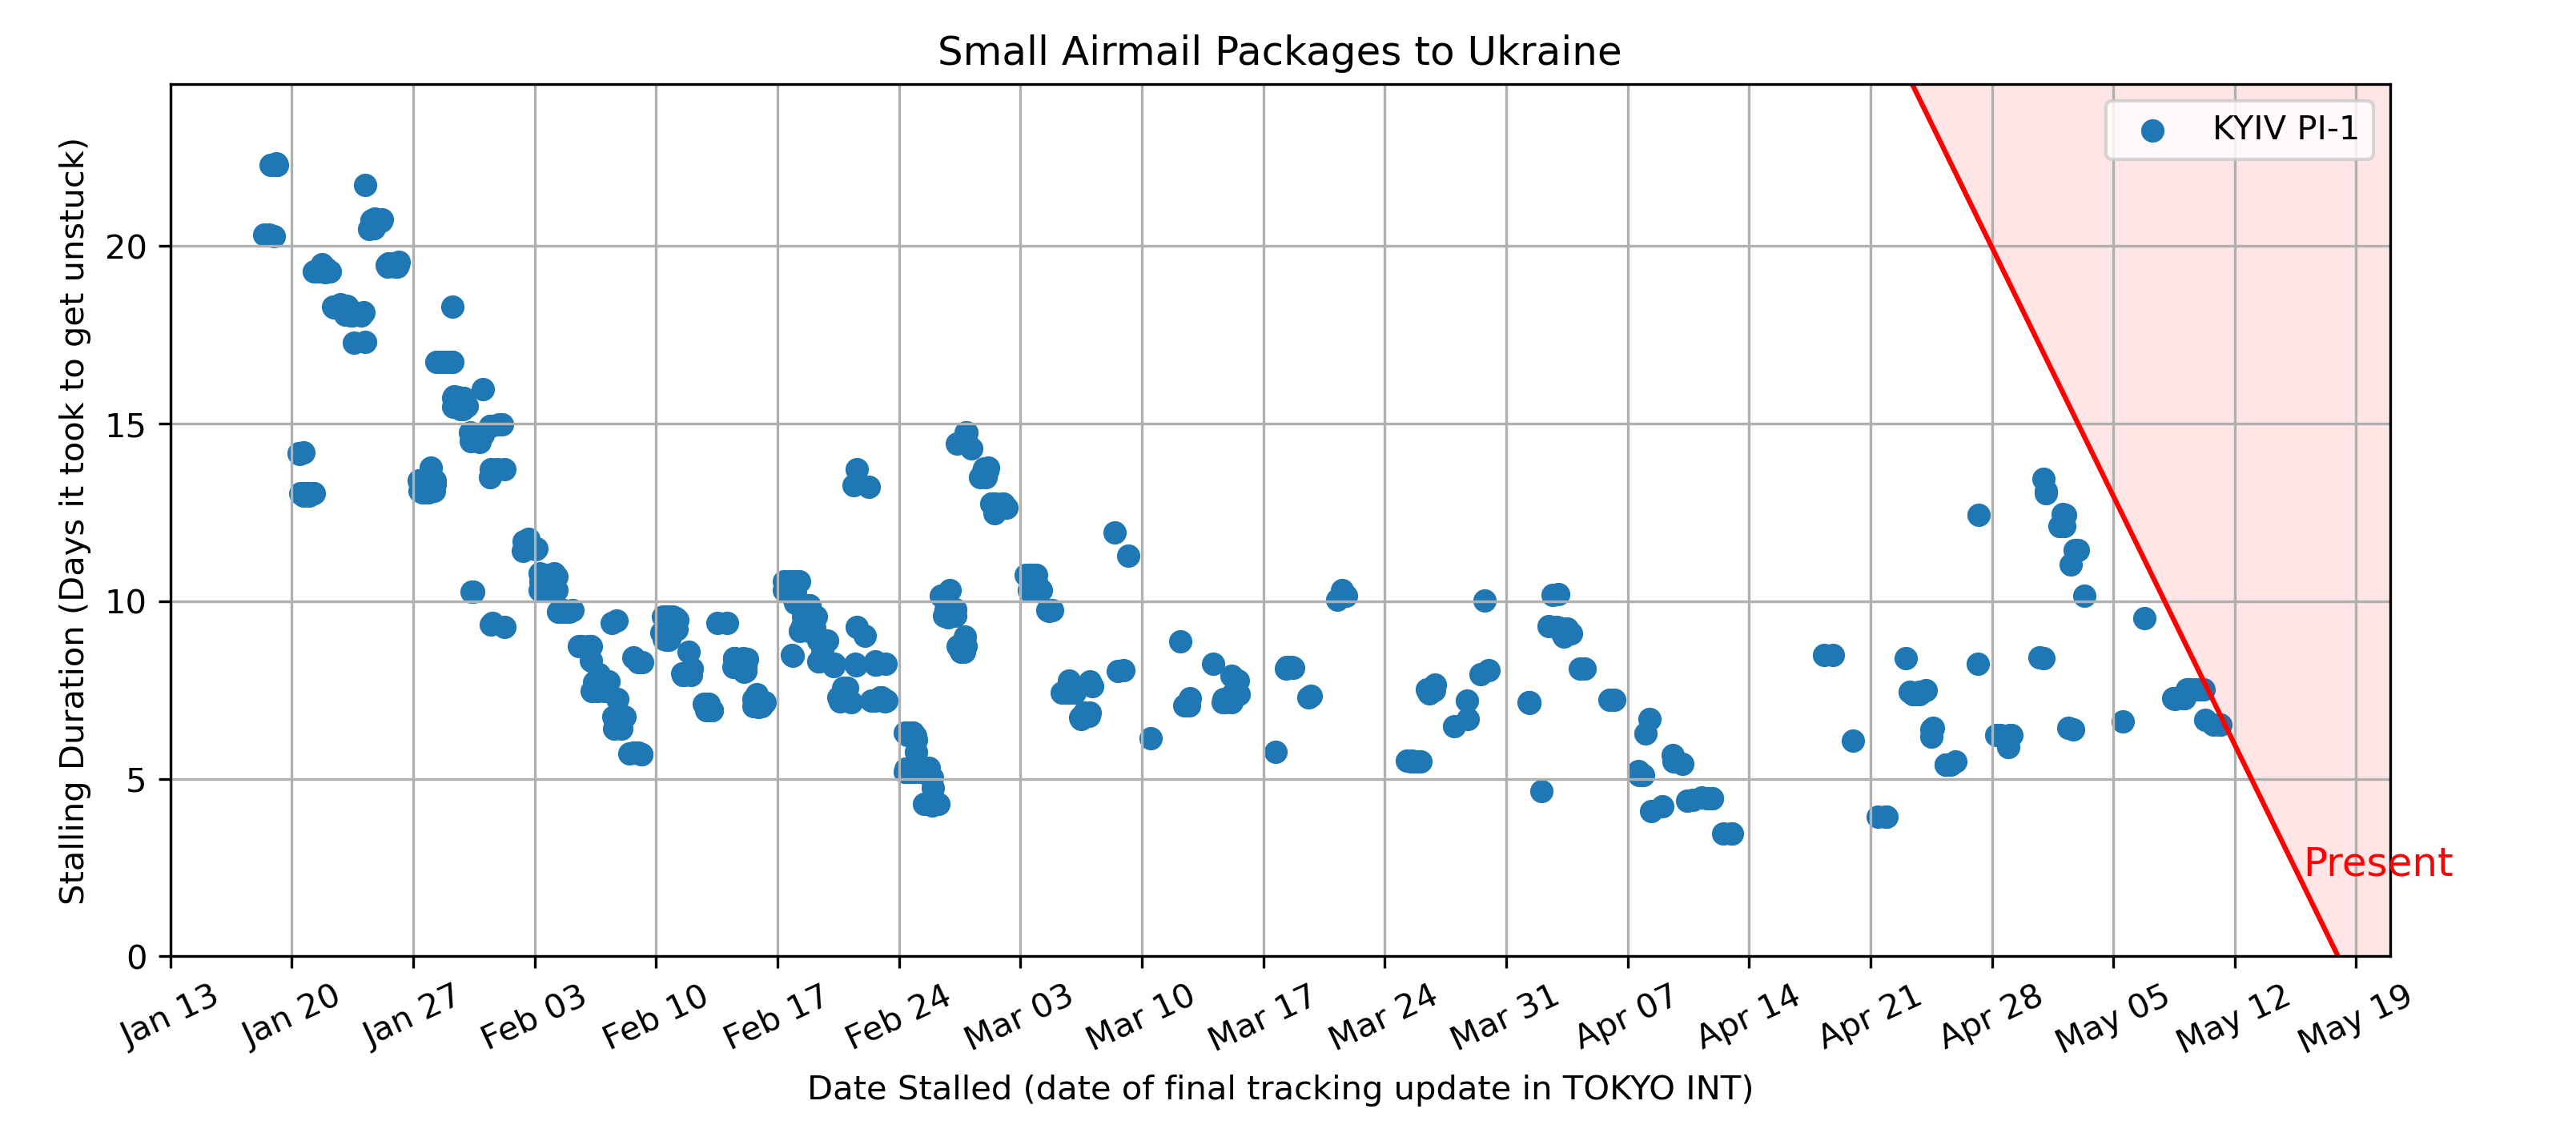 Small Airmail Packages to Ukraine
KYIV PI-1
Stalling Duration (Days it took to get unstuck)
20
15
10
5
0
Present
Jan 13
Jan 20
Jan 27
Feb 03
Feb 10
Feb 17
Feb 24
Mar 03
Mar 10
Mar 17
Mar 24
Mar 31
Apr 07
Apr 14
Apr 21
Apr 28
May 05
May 12
May 19
Date Stalled (date of final tracking update in TOKYO INT)